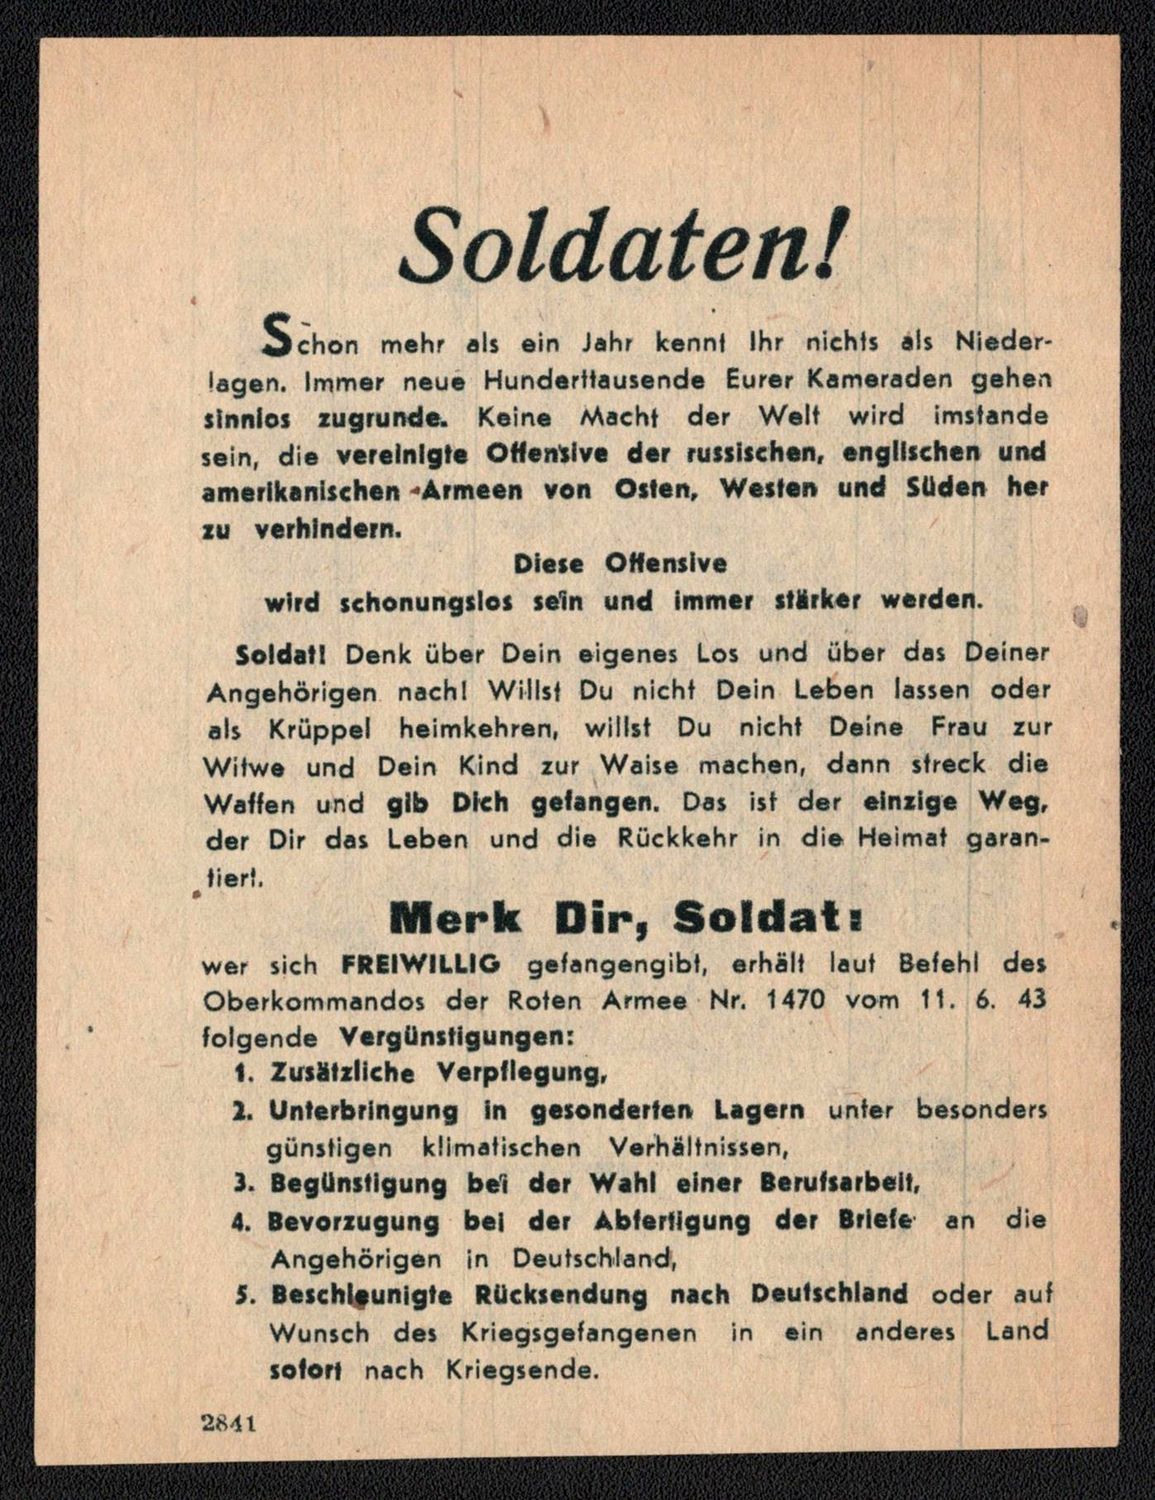 Soldaten!
Schon mehr als ein Jahr kennt Ihr nichts als Nieder-
lagen. Immer neue Hunderttausende Eurer Kameraden gehen
sinnlos zugrunde. Keine Macht der Welt wird imstande
sein, die vereinigte Offensive der russischen, englischen und
amerikanischen Armeen von Osten, Westen und Süden her
zu verhindern.
Diese Offensive
wird schonungslos sein und immer stärker werden.
Soldat! Denk über Dein eigenes Los und über das Deiner
Angehörigen nach! Willst Du nicht Dein Leben lassen oder
als Krüppel heimkehren, willst Du nicht Deine Frau zur
Witwe und Dein Kind zur Waise machen, dann streck die
Waffen und gib Dich gefangen. Das ist der einzige Weg,
der Dir das Leben und die Rückkehr in die Heimat garan-
tiert.
Merk Dir, Soldat:
wer sich FREIWILLIG gefangengibt, erhält laut Befehl des
Oberkommandos der Roten Armee Nr. 1470 vom 11. 6. 43
folgende Vergünstigungen:
1. Zusätzliche Verpflegung,
2. Unterbringung in gesonderten Lagern unter besonders
günstigen klimatischen Verhältnissen,
3. Begünstigung bei der Wahl einer Berufsarbeit,
4. Bevorzugung bei der Abfertigung der Briefe an die
Angehörigen in Deutschland,
5. Beschleunigte Rücksendung nach Deutschland oder auf
Wunsch des Kriegsgefangenen in ein anderes Land
sofort nach Kriegsende.
2841